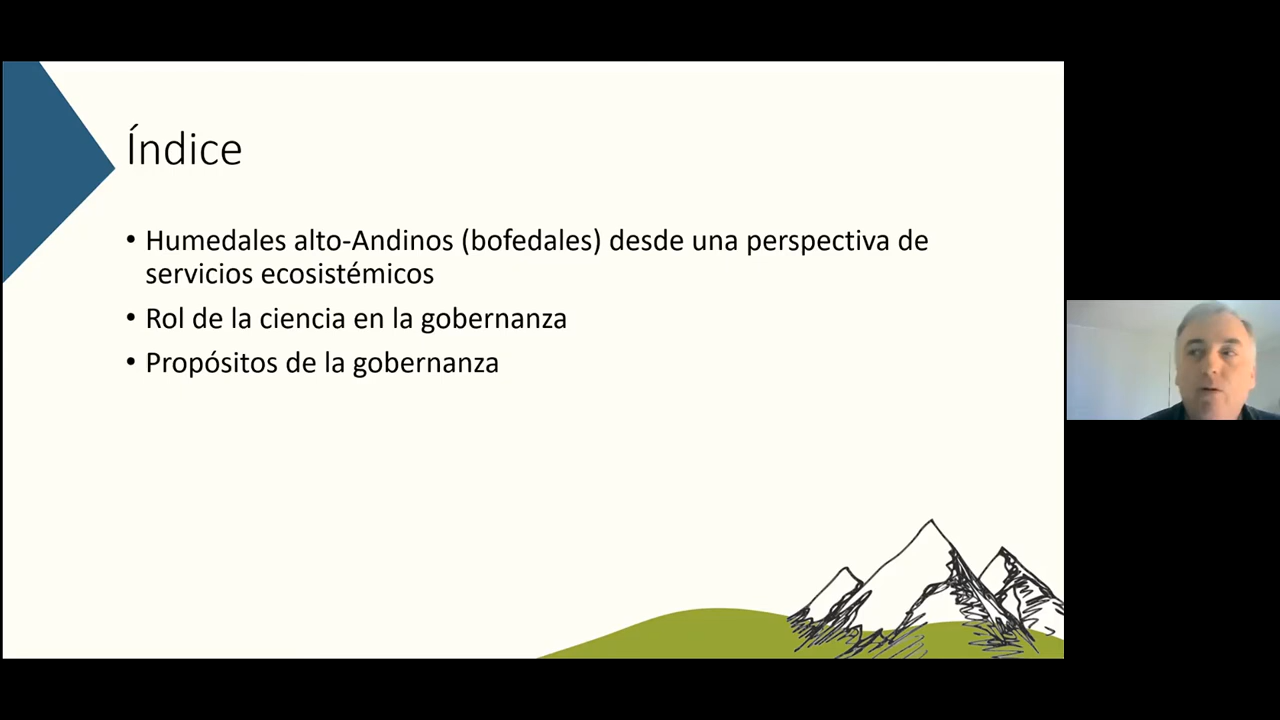 Índice
• Humedales alto-Andinos (bofedales) desde una perspectiva de
servicios ecosistémicos
• Rol de la ciencia en la gobernanza
• Propósitos de la gobernanza